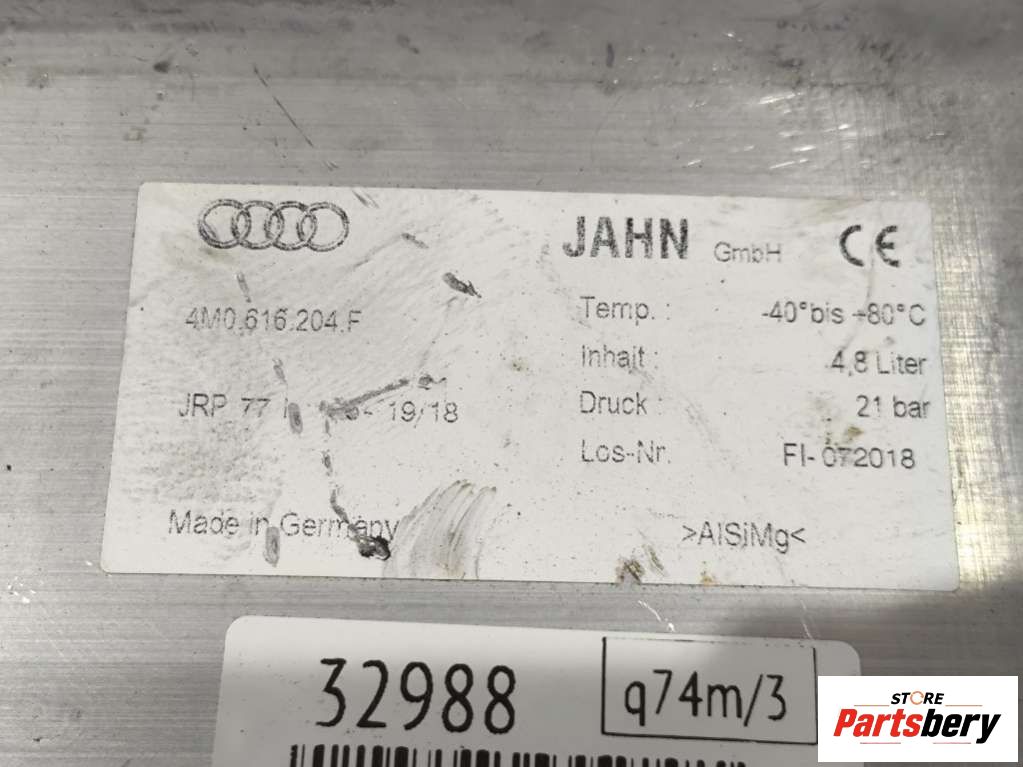 JAHN GmbH CE
4M0.616.204.F
Temp. : -40°bis +80°C
Inhalt : 4,8 Liter
JRP 77 19/18
Druck : 21 bar
Los-Nr. FI-072018
Made in Germany
>AlSiMg<
32988
q74m/3
STORE
Partsbery